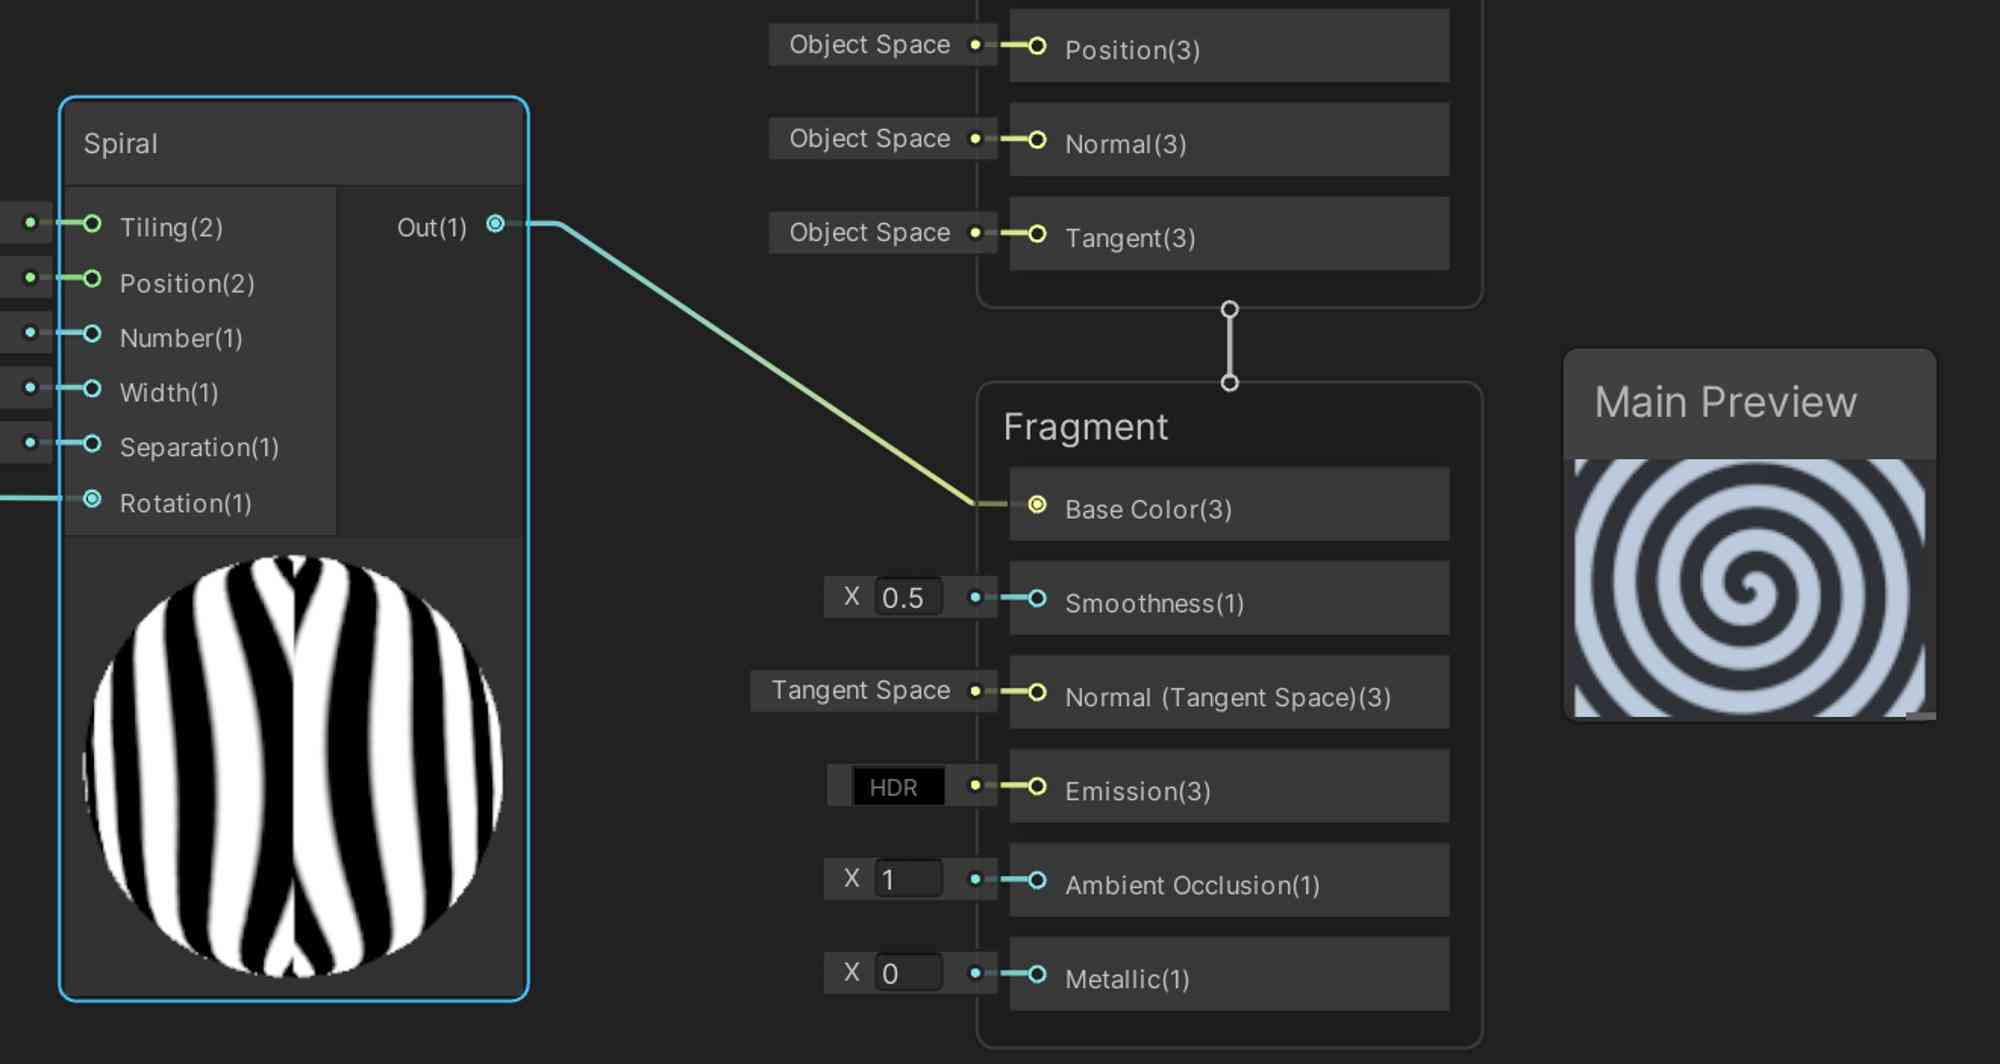 Spiral
Tiling(2)
Position(2)
Number(1)
Width(1)
Separation(1)
Rotation(1)
Out(1)
Object Space
Position(3)
Object Space
Normal(3)
Object Space
Tangent(3)
Fragment
Base Color(3)
X 0.5
Smoothness(1)
Tangent Space
Normal (Tangent Space)(3)
HDR
Emission(3)
X 1
Ambient Occlusion(1)
X 0
Metallic(1)
Main Preview